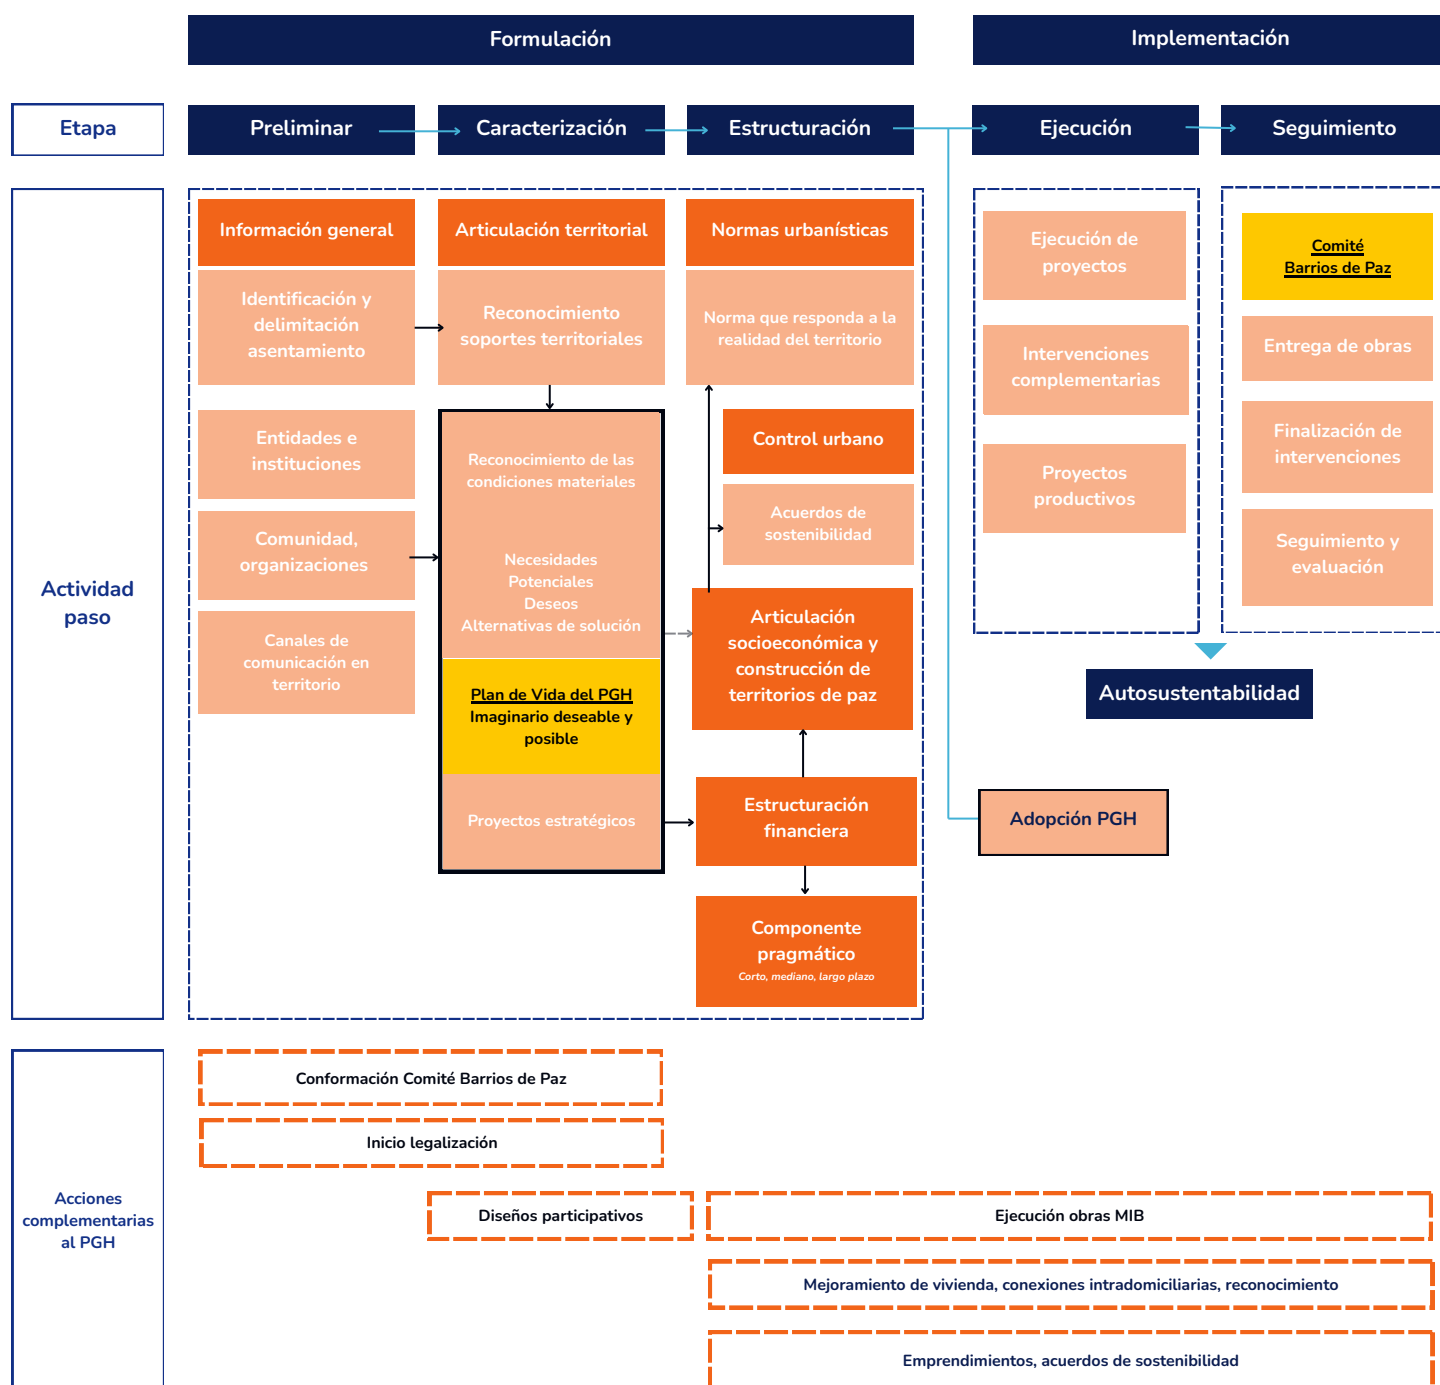 Formulación
Implementación
Etapa
Preliminar
Caracterización
Estructuración
Ejecución
Seguimiento
Actividad
paso
Información general
Identificación y
delimitación
asentamiento
Entidades e
instituciones
Comunidad,
organizaciones
Canales de
comunicación en
territorio
Articulación territorial
Reconocimiento
soportes territoriales
Reconocimiento de las
condiciones materiales
Necesidades
Potenciales
Deseos
Alternativas de solución
Plan de Vida del PGH
Imaginario deseable y
posible
Proyectos estratégicos
Normas urbanísticas
Norma que responda a la
realidad del territorio
Control urbano
Acuerdos de
sostenibilidad
Articulación
socioeconómica y
construcción de
territorios de paz
Estructuración
financiera
Componente
pragmático
Corto, mediano, largo plazo
Ejecución de
proyectos
Intervenciones
complementarias
Proyectos
productivos
Comité
Barrios de Paz
Entrega de obras
Finalización de
intervenciones
Seguimiento y
evaluación
Autosustentabilidad
Adopción PGH
Acciones
complementarias
al PGH
Conformación Comité Barrios de Paz
Inicio legalización
Diseños participativos
Ejecución obras MIB
Mejoramiento de vivienda, conexiones intradomiciliarias, reconocimiento
Emprendimientos, acuerdos de sostenibilidad